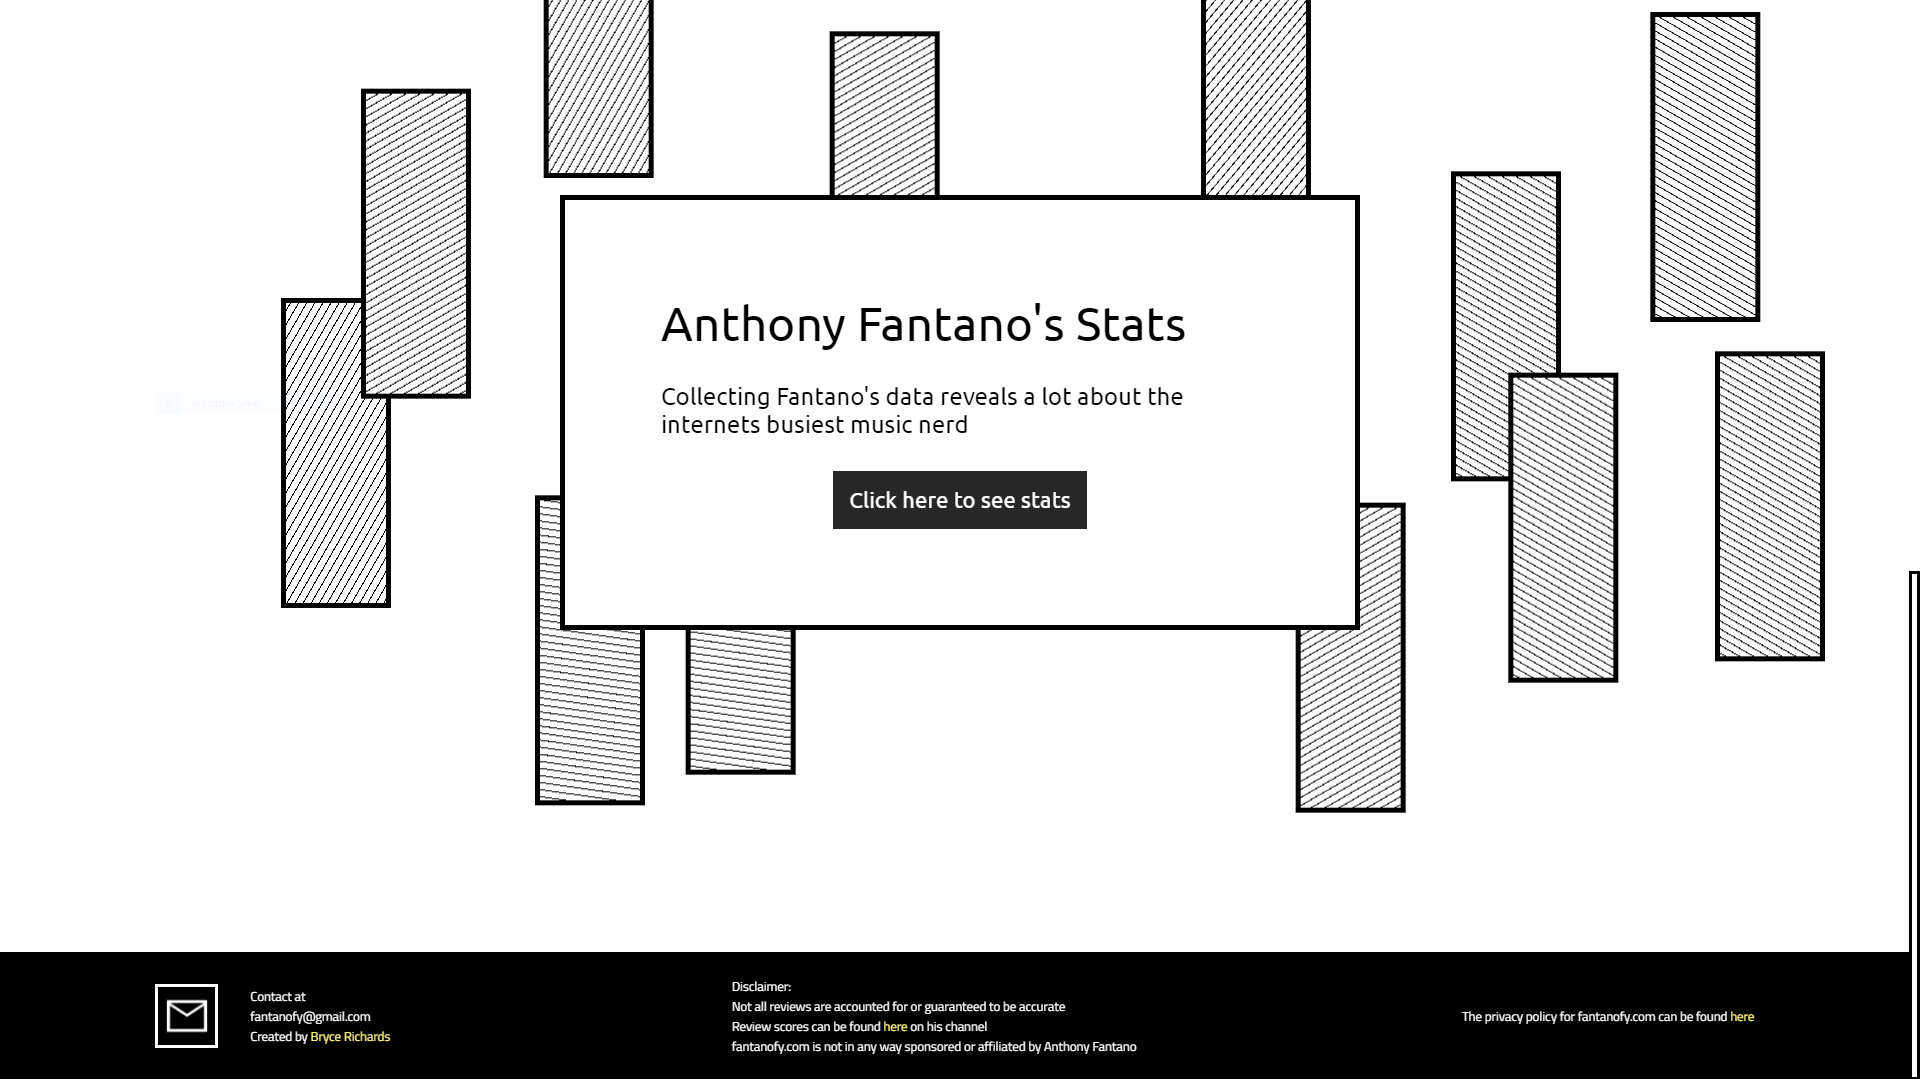 Anthony Fantano's Stats
Collecting Fantano's data reveals a lot about the
internets busiest music nerd
Click here to see stats
Window Snip
Contact at
fantanofy@gmail.com
Created by Bryce Richards
Disclaimer:
Not all reviews are accounted for or guaranteed to be accurate
Review scores can be found here on his channel
fantanofy.com is not in any way sponsored or affiliated by Anthony Fantano
The privacy policy for fantanofy.com can be found here